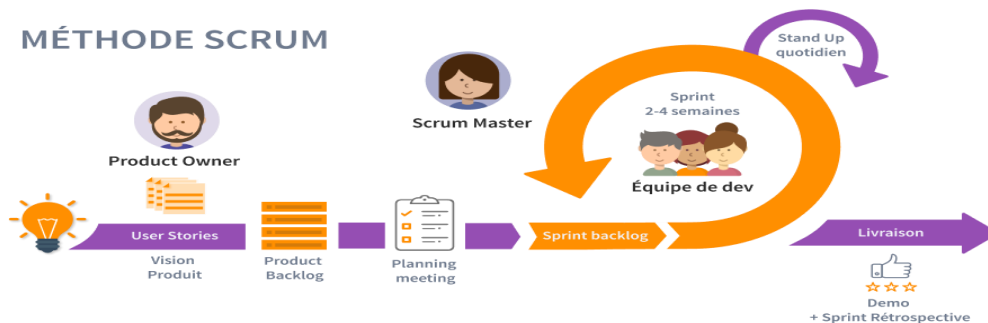 MÉTHODE SCRUM
Stand Up
quotidien
Sprint
2-4 semaines
Scrum Master
Product Owner
Équipe de dev
User Stories
Sprint backlog
Livraison
Vision
Produit
Product
Backlog
Planning
meeting
Demo
+ Sprint Rétrospective